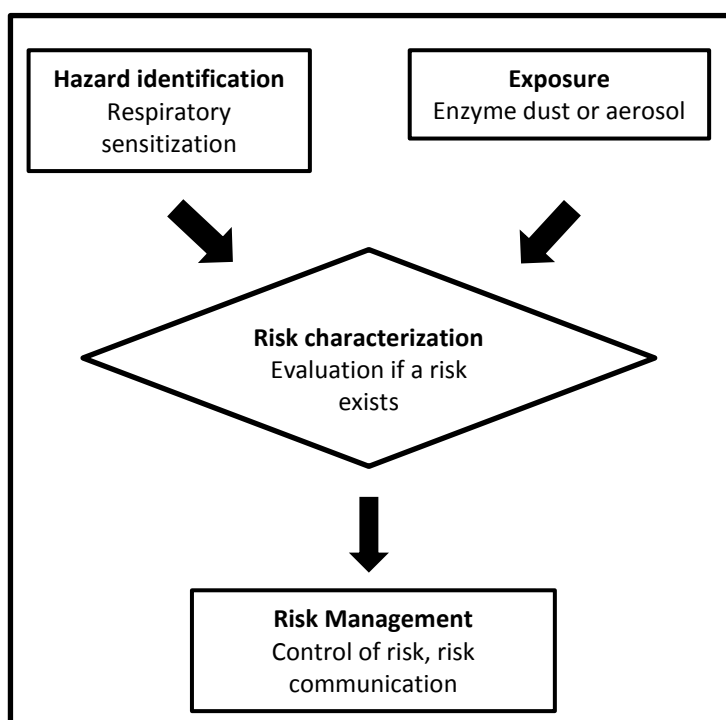 Hazard identification
Respiratory
sensitization
Exposure
Enzyme dust or aerosol
Risk characterization
Evaluation if a risk
exists
Risk Management
Control of risk, risk
communication